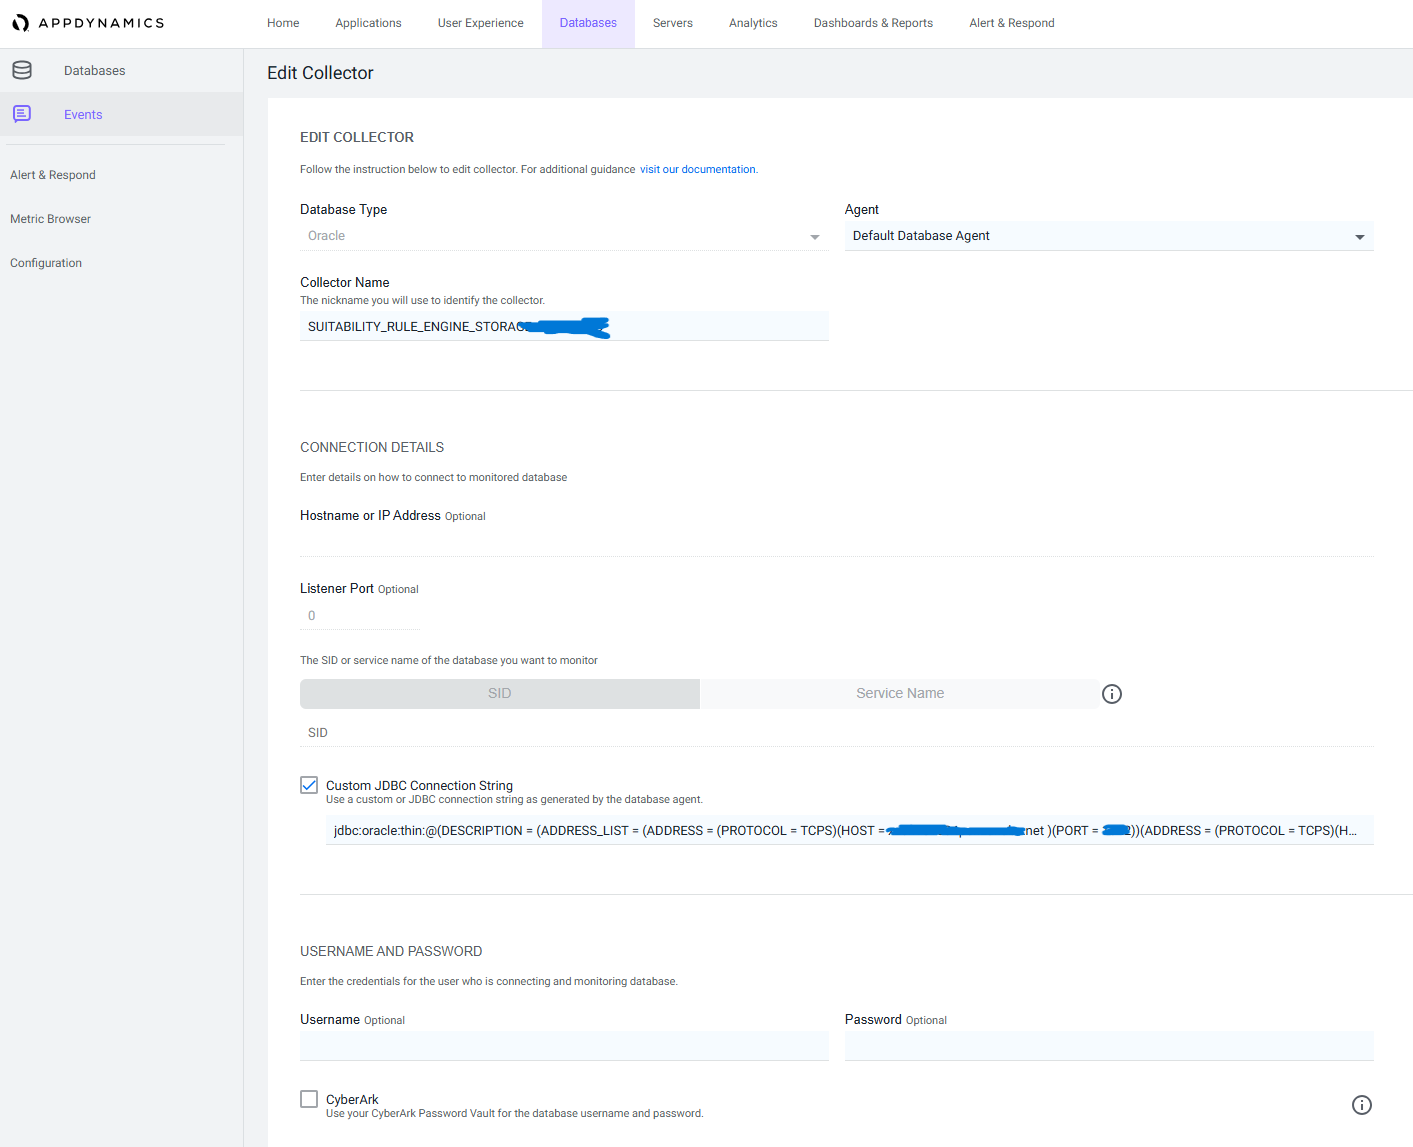 APPDYNAMICS
Home Applications User Experience Databases Servers Analytics Dashboards & Reports Alert & Respond
Databases
Events
Alert & Respond
Metric Browser
Configuration
Edit Collector
EDIT COLLECTOR
Follow the instruction below to edit collector. For additional guidance visit our documentation.
Database Type
Oracle
Agent
Default Database Agent
Collector Name
The nickname you will use to identify the collector.
SUITABILITY_RULE_ENGINE_STORAG
CONNECTION DETAILS
Enter details on how to connect to monitored database
Hostname or IP Address Optional
Listener Port Optional
0
The SID or service name of the database you want to monitor
SID Service Name
SID
Custom JDBC Connection String
Use a custom or JDBC connection string as generated by the database agent.
jdbc:oracle:thin:@(DESCRIPTION = (ADDRESS_LIST = (ADDRESS = (PROTOCOL = TCPS)(HOST = .net )(PORT = 2))(ADDRESS = (PROTOCOL = TCPS)(H...
USERNAME AND PASSWORD
Enter the credentials for the user who is connecting and monitoring database.
Username Optional
Password Optional
CyberArk
Use your CyberArk Password Vault for the database username and password.